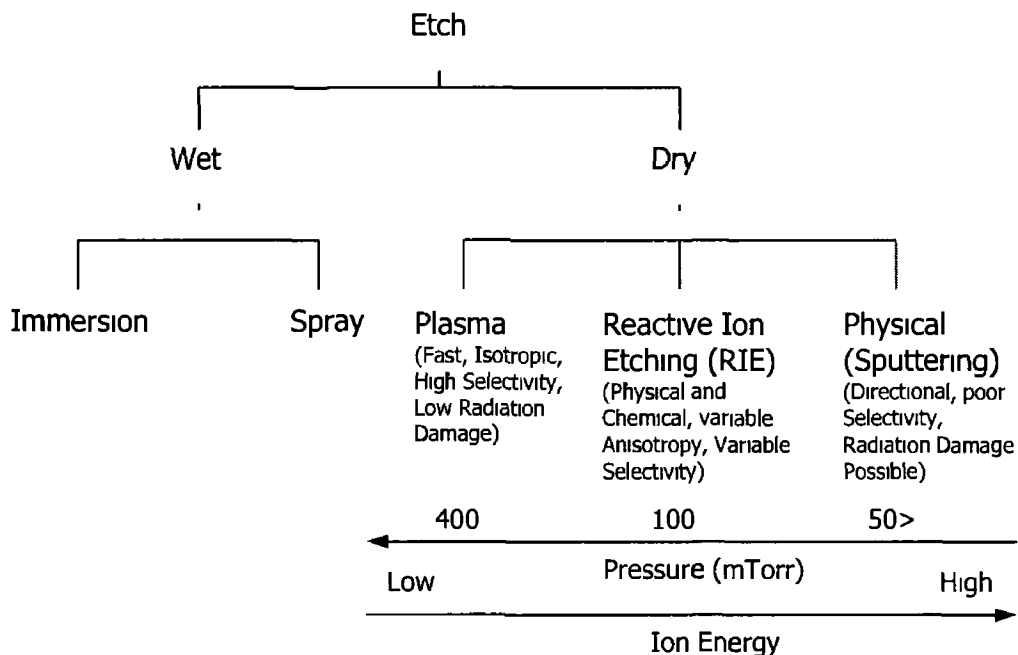 Etch
Wet
Dry
Immersion
Spray
Plasma
(Fast, Isotropic,
High Selectivity,
Low Radiation
Damage)
Reactive Ion
Etching (RIE)
(Physical and
Chemical, variable
Anisotropy, Variable
Selectivity)
Physical
(Sputtering)
(Directional, poor
Selectivity,
Radiation Damage
Possible)
400 100 50>
Pressure (mTorr)
Low High
Ion Energy